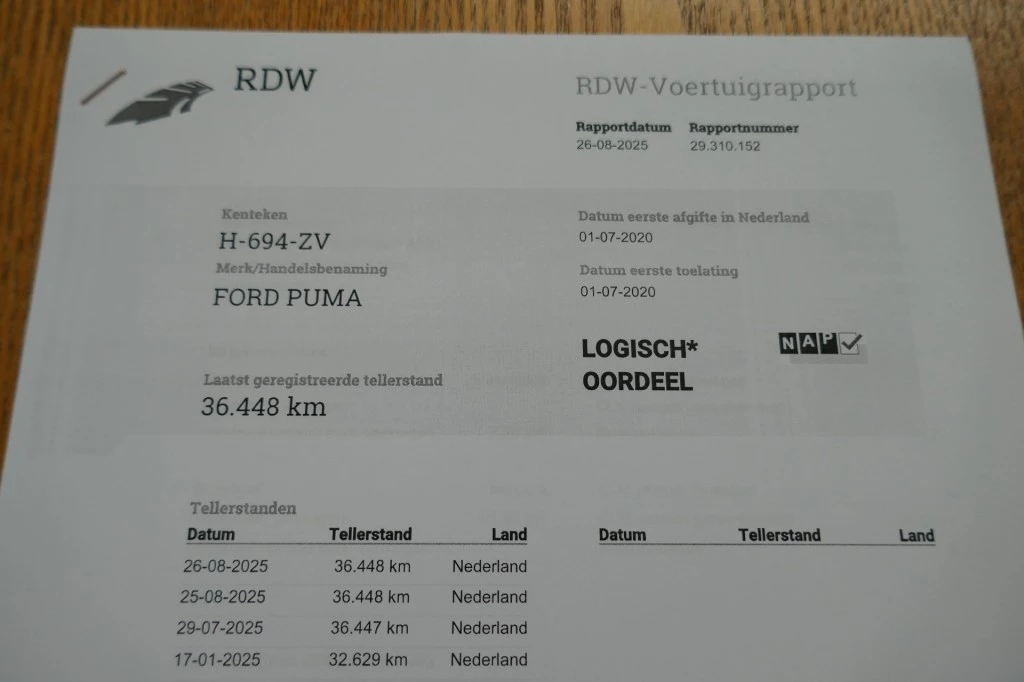 RDW
RDW-Voertuigrapport
Rapportdatum Rapportnummer
26-08-2025 29.310.152
Kenteken
H-694-ZV
Merk/Handelsbenaming
FORD PUMA
Datum eerste afgifte in Nederland
01-07-2020
Datum eerste toelating
01-07-2020
Laatst geregistreerde tellerstand
36.448 km
LOGISCH*
OORDEEL
NAP
Tellerstanden
Datum Tellerstand Land
26-08-2025 36.448 km Nederland
25-08-2025 36.448 km Nederland
29-07-2025 36.447 km Nederland
17-01-2025 32.629 km Nederland
Datum Tellerstand Land